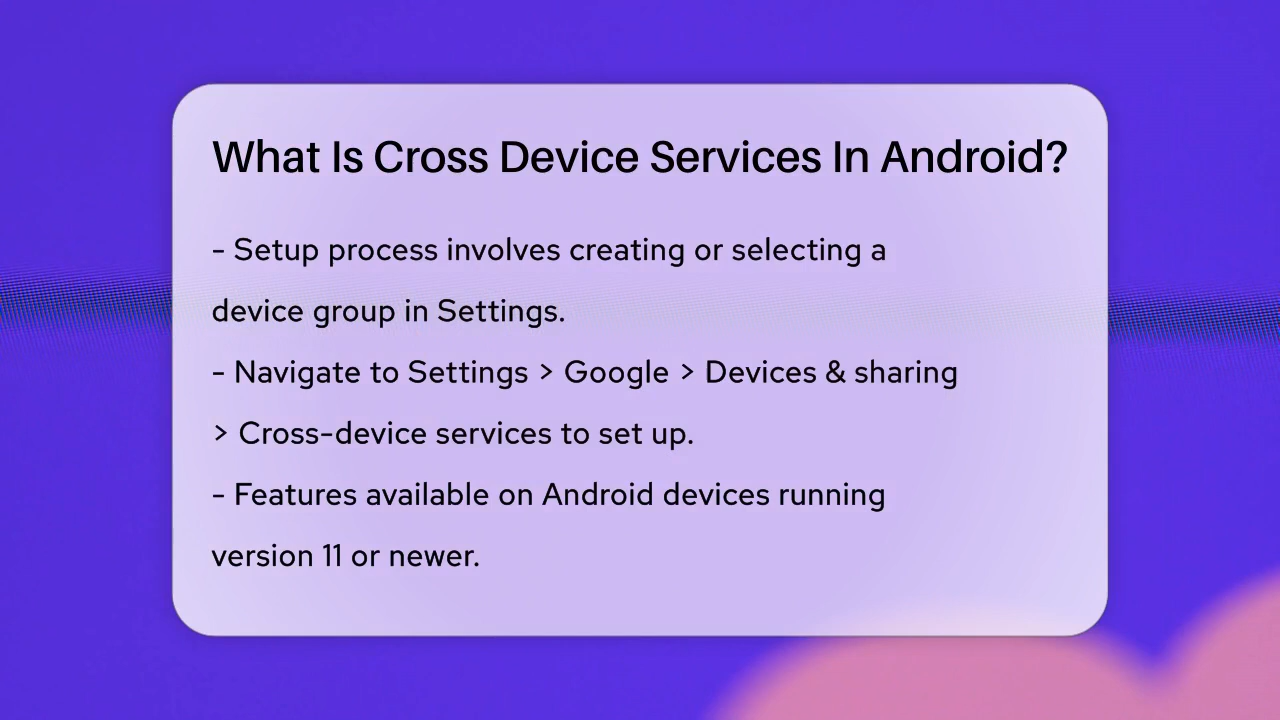 What Is Cross Device Services In Android?
- Setup process involves creating or selecting a
device group in Settings.
- Navigate to Settings > Google > Devices & sharing
> Cross-device services to set up.
- Features available on Android devices running
version 11 or newer.